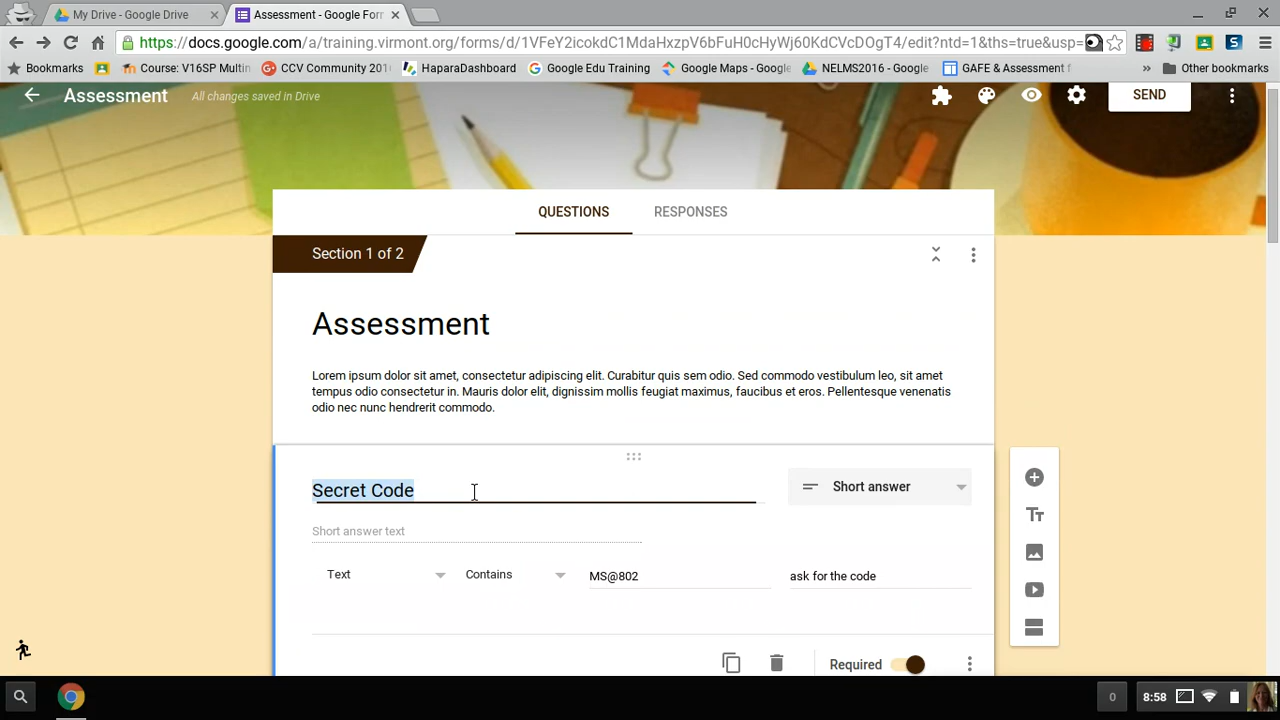 My Drive - Google Drive
Assessment - Google For
https://docs.google.com/a/training.virmont.org/forms/d/1VFeY2icokdC1MdaHxzpV6bFuH0cHyWj60KdCVcDOgT4/edit?ntd=1&ths=true&usp=
Bookmarks
Course: V16SP Multin
CCV Community 201
HaparaDashboard
Google Edu Training
Google Maps - Google
NELMS2016 - Google
GAFE & Assessment f
»
Other bookmarks
Assessment
All changes saved in Drive
SEND
QUESTIONS
RESPONSES
Section 1 of 2
Assessment
Lorem ipsum dolor sit amet, consectetur adipiscing elit. Curabitur quis sem odio. Sed commodo vestibulum leo, sit amet
tempus odio consectetur in. Mauris dolor elit, dignissim mollis feugiat maximus, faucibus et eros. Pellentesque venenatis
odio nec nunc hendrerit commodo.
Secret Code
Short answer
Short answer text
Text
Contains
MS@802
ask for the code
Required
0
8:58